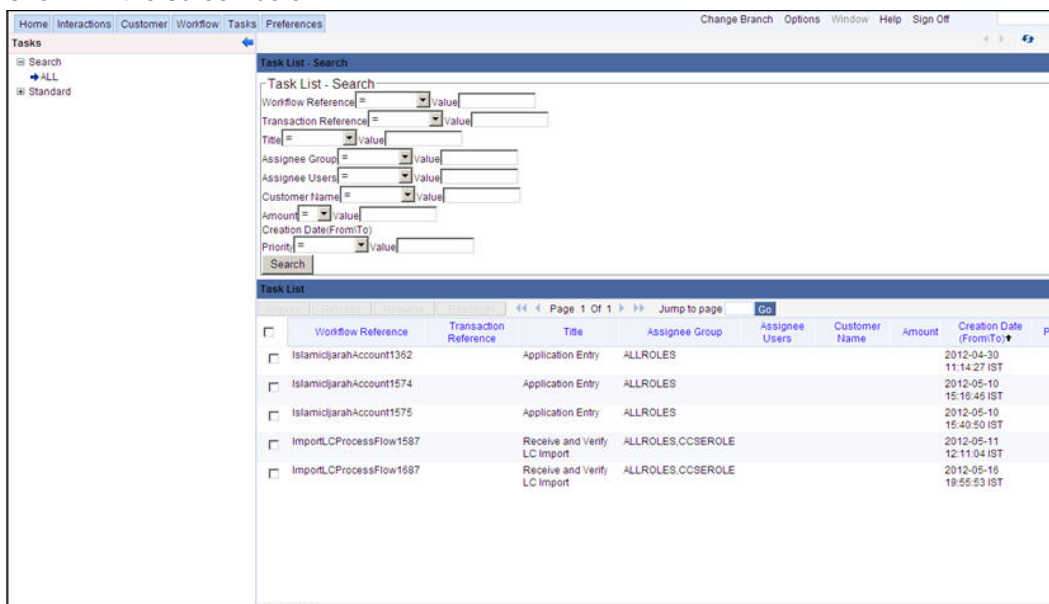 Home Interactions Customer Workflow Tasks Preferences
Change Branch Options Window Help Sign Off
Tasks
Search
ALL
Standard
Task List - Search
Task List - Search
Workflow Reference = Value
Transaction Reference = Value
Title = Value
Assignee Group = Value
Assignee Users = Value
Customer Name = Value
Amount = Value
Creation Date(From\To)
Priority = Value
Search
Task List
Page 1 Of 1 Jump to page Go
Workflow Reference Transaction Reference Title Assignee Group Assignee Users Customer Name Amount Creation Date (From\To) P
IslamicIjarahAccount1362 Application Entry ALLROLES 2012-04-30 11:14:27 IST
IslamicIjarahAccount1574 Application Entry ALLROLES 2012-05-10 15:16:46 IST
IslamicIjarahAccount1575 Application Entry ALLROLES 2012-05-10 15:40:50 IST
ImportLCProcessFlow1587 Receive and Verify LC Import ALLROLES,CCSEROLE 2012-05-11 12:11:04 IST
ImportLCProcessFlow1687 Receive and Verify LC Import ALLROLES,CCSEROLE 2012-05-16 19:55:53 IST